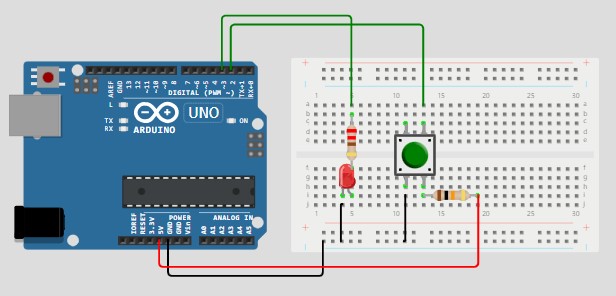 AREF
GND
13
12
~11
~10
~9
8
7
~6
~5
4
~3
2
TX→1
RX←0
DIGITAL (PWM ~)
L
TX
RX
UNO
ON
ARDUINO
IOREF
RESET
3.3V
5V
GND
GND
Vin
POWER
ANALOG IN
A0
A1
A2
A3
A4
A5
1 5 10 15 20 25 30
a a
b b
c c
d d
e e
f f
g g
h h
i i
j j
1 5 10 15 20 25 30